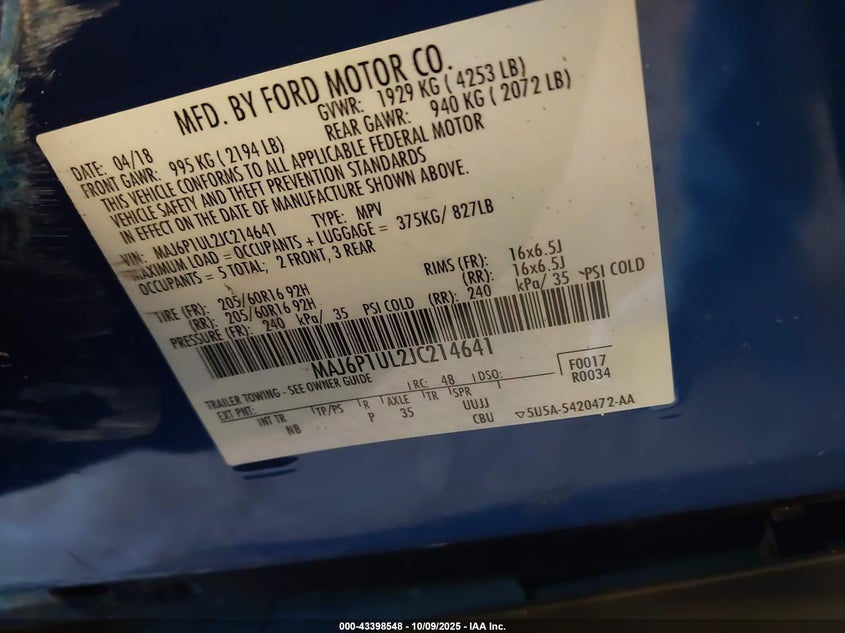 MFD. BY FORD MOTOR CO.
DATE: 04/18 GVWR: 1929 KG ( 4253 LB)
FRONT GAWR: 995 KG ( 2194 LB) REAR GAWR: 940 KG ( 2072 LB)
THIS VEHICLE CONFORMS TO ALL APPLICABLE FEDERAL MOTOR
VEHICLE SAFETY AND THEFT PREVENTION STANDARDS
IN EFFECT ON THE DATE OF MANUFACTURE SHOWN ABOVE.
VIN: MAJ6P1UL2JC214641 TYPE: MPV
MAXIMUM LOAD = OCCUPANTS + LUGGAGE = 375KG/ 827LB
OCCUPANTS = 5 TOTAL; 2 FRONT, 3 REAR
TIRE (FR): 205/60R16 92H RIMS (FR): 16x6.5J
(RR): 205/60R16 92H (RR): 16x6.5J
PRESSURE (FR): 240 kPa/ 35 PSI COLD (RR): 240 kPa/ 35 PSI COLD
MAJ6P1UL2JC214641
TRAILER TOWING - SEE OWNER GUIDE
F0017
R0034
EXT PNT: RC: 48 DSO:
INT TR TP/PS R AXLE TR SPR
NB P 35 UUJJ
CBU
▽5U5A-5420472-AA
000-43398548 - 10/09/2025 - IAA Inc.